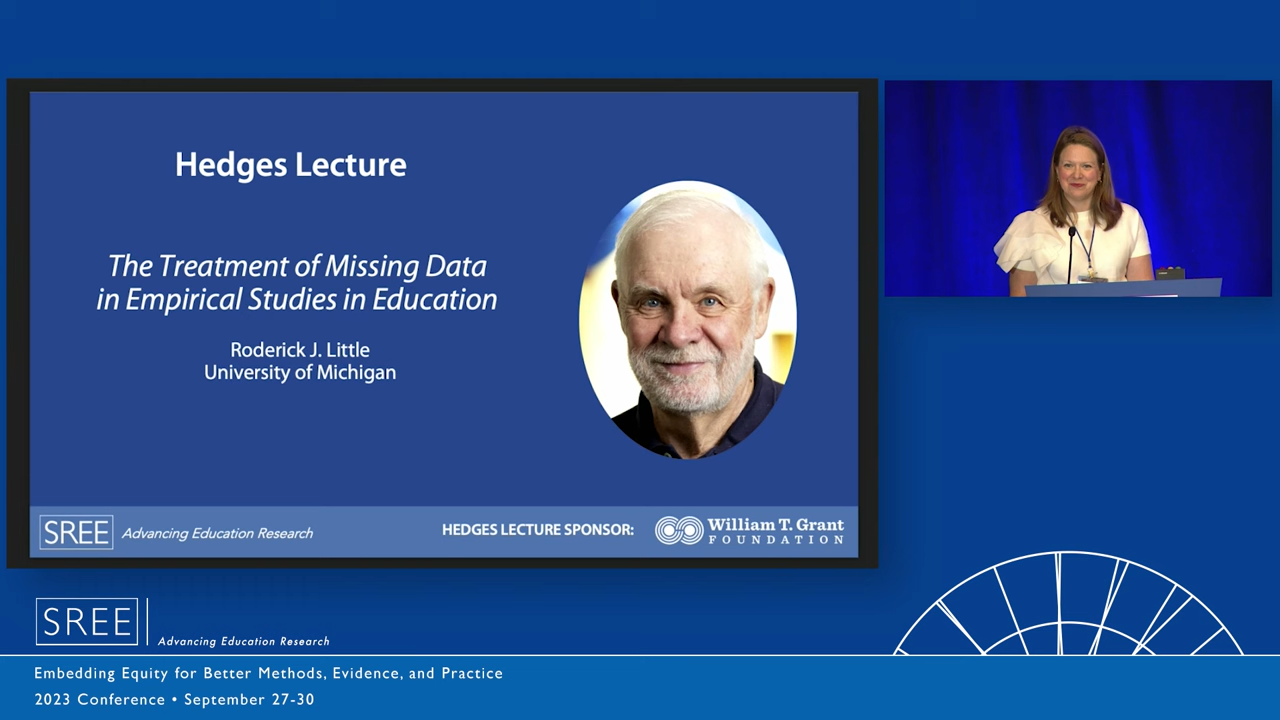 Hedges Lecture
The Treatment of Missing Data
in Empirical Studies in Education
Roderick J. Little
University of Michigan
SREE Advancing Education Research
HEDGES LECTURE SPONSOR:
William T. Grant
FOUNDATION
SREE
Advancing Education Research
Embedding Equity for Better Methods, Evidence, and Practice
2023 Conference • September 27-30